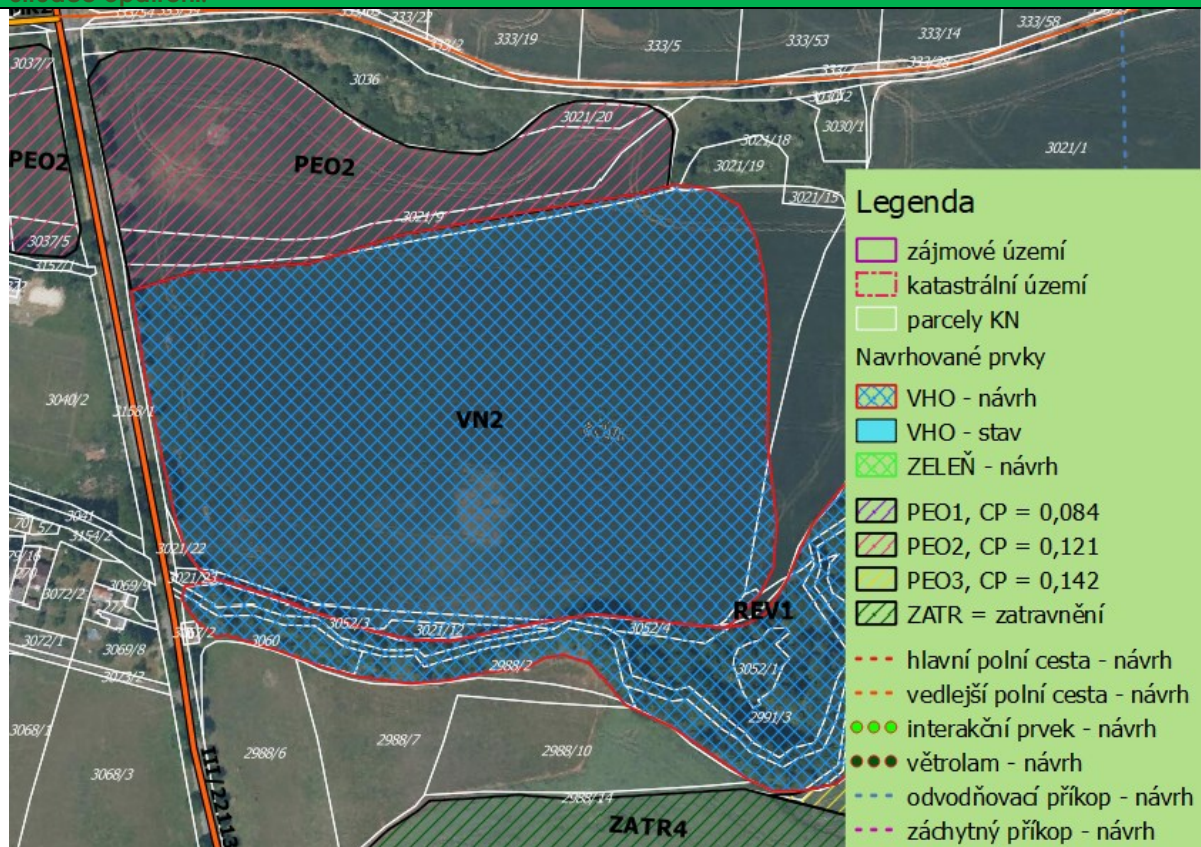 333/22
333/2
333/19
333/5
333/53
333/14
333/58
3037/7
3036
3021/20
3030/1
3021/18
3021/19
3021/1
PEO2
PEO2
3021/15
3021/9
3037/5
Legenda
zájmové území
katastrální území
parcely KN
Navrhované prvky
VHO - návrh
VHO - stav
ZELEŇ - návrh
PEO1, CP = 0,084
PEO2, CP = 0,121
PEO3, CP = 0,142
ZATR = zatravnění
hlavní polní cesta - návrh
vedlejší polní cesta - návrh
interakční prvek - návrh
větrolam - návrh
odvodňovací příkop - návrh
záchytný příkop - návrh
3040/2
3158/1
VN2
3041
3154/2
3021/22
3021/23
3069/9
3072/2
3052/3
3021/12
3052/4
REV1
3072/1
3069/8
3060
2988/2
3052/1
3073/2
2991/3
3068/1
2988/6
2988/7
2988/10
3068/3
III/22113
2988/14
ZATR4